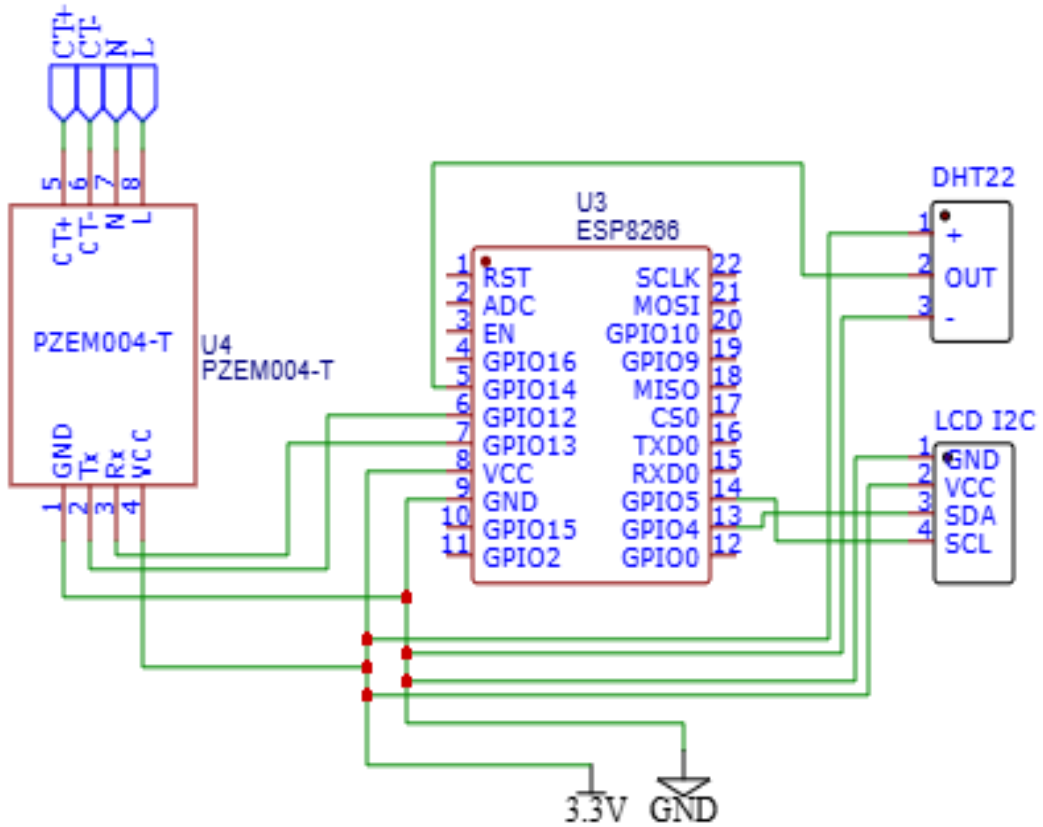 CT+
CT-
N
L
5
6
7
8
CT+
CT-
N
L
PZEM004-T
U4
PZEM004-T
GND
Tx
Rx
VCC
1
2
3
4
U3
ESP8266
1 RST
2 ADC
3 EN
4 GPIO16
5 GPIO14
6 GPIO12
7 GPIO13
8 VCC
9 GND
10 GPIO15
11 GPIO2
SCLK 22
MOSI 21
GPIO10 20
GPIO9 19
MISO 18
CS0 17
TXD0 16
RXD0 15
GPIO5 14
GPIO4 13
GPIO0 12
DHT22
1 +
2 OUT
3 -
LCD I2C
1 GND
2 VCC
3 SDA
4 SCL
3.3V
GND